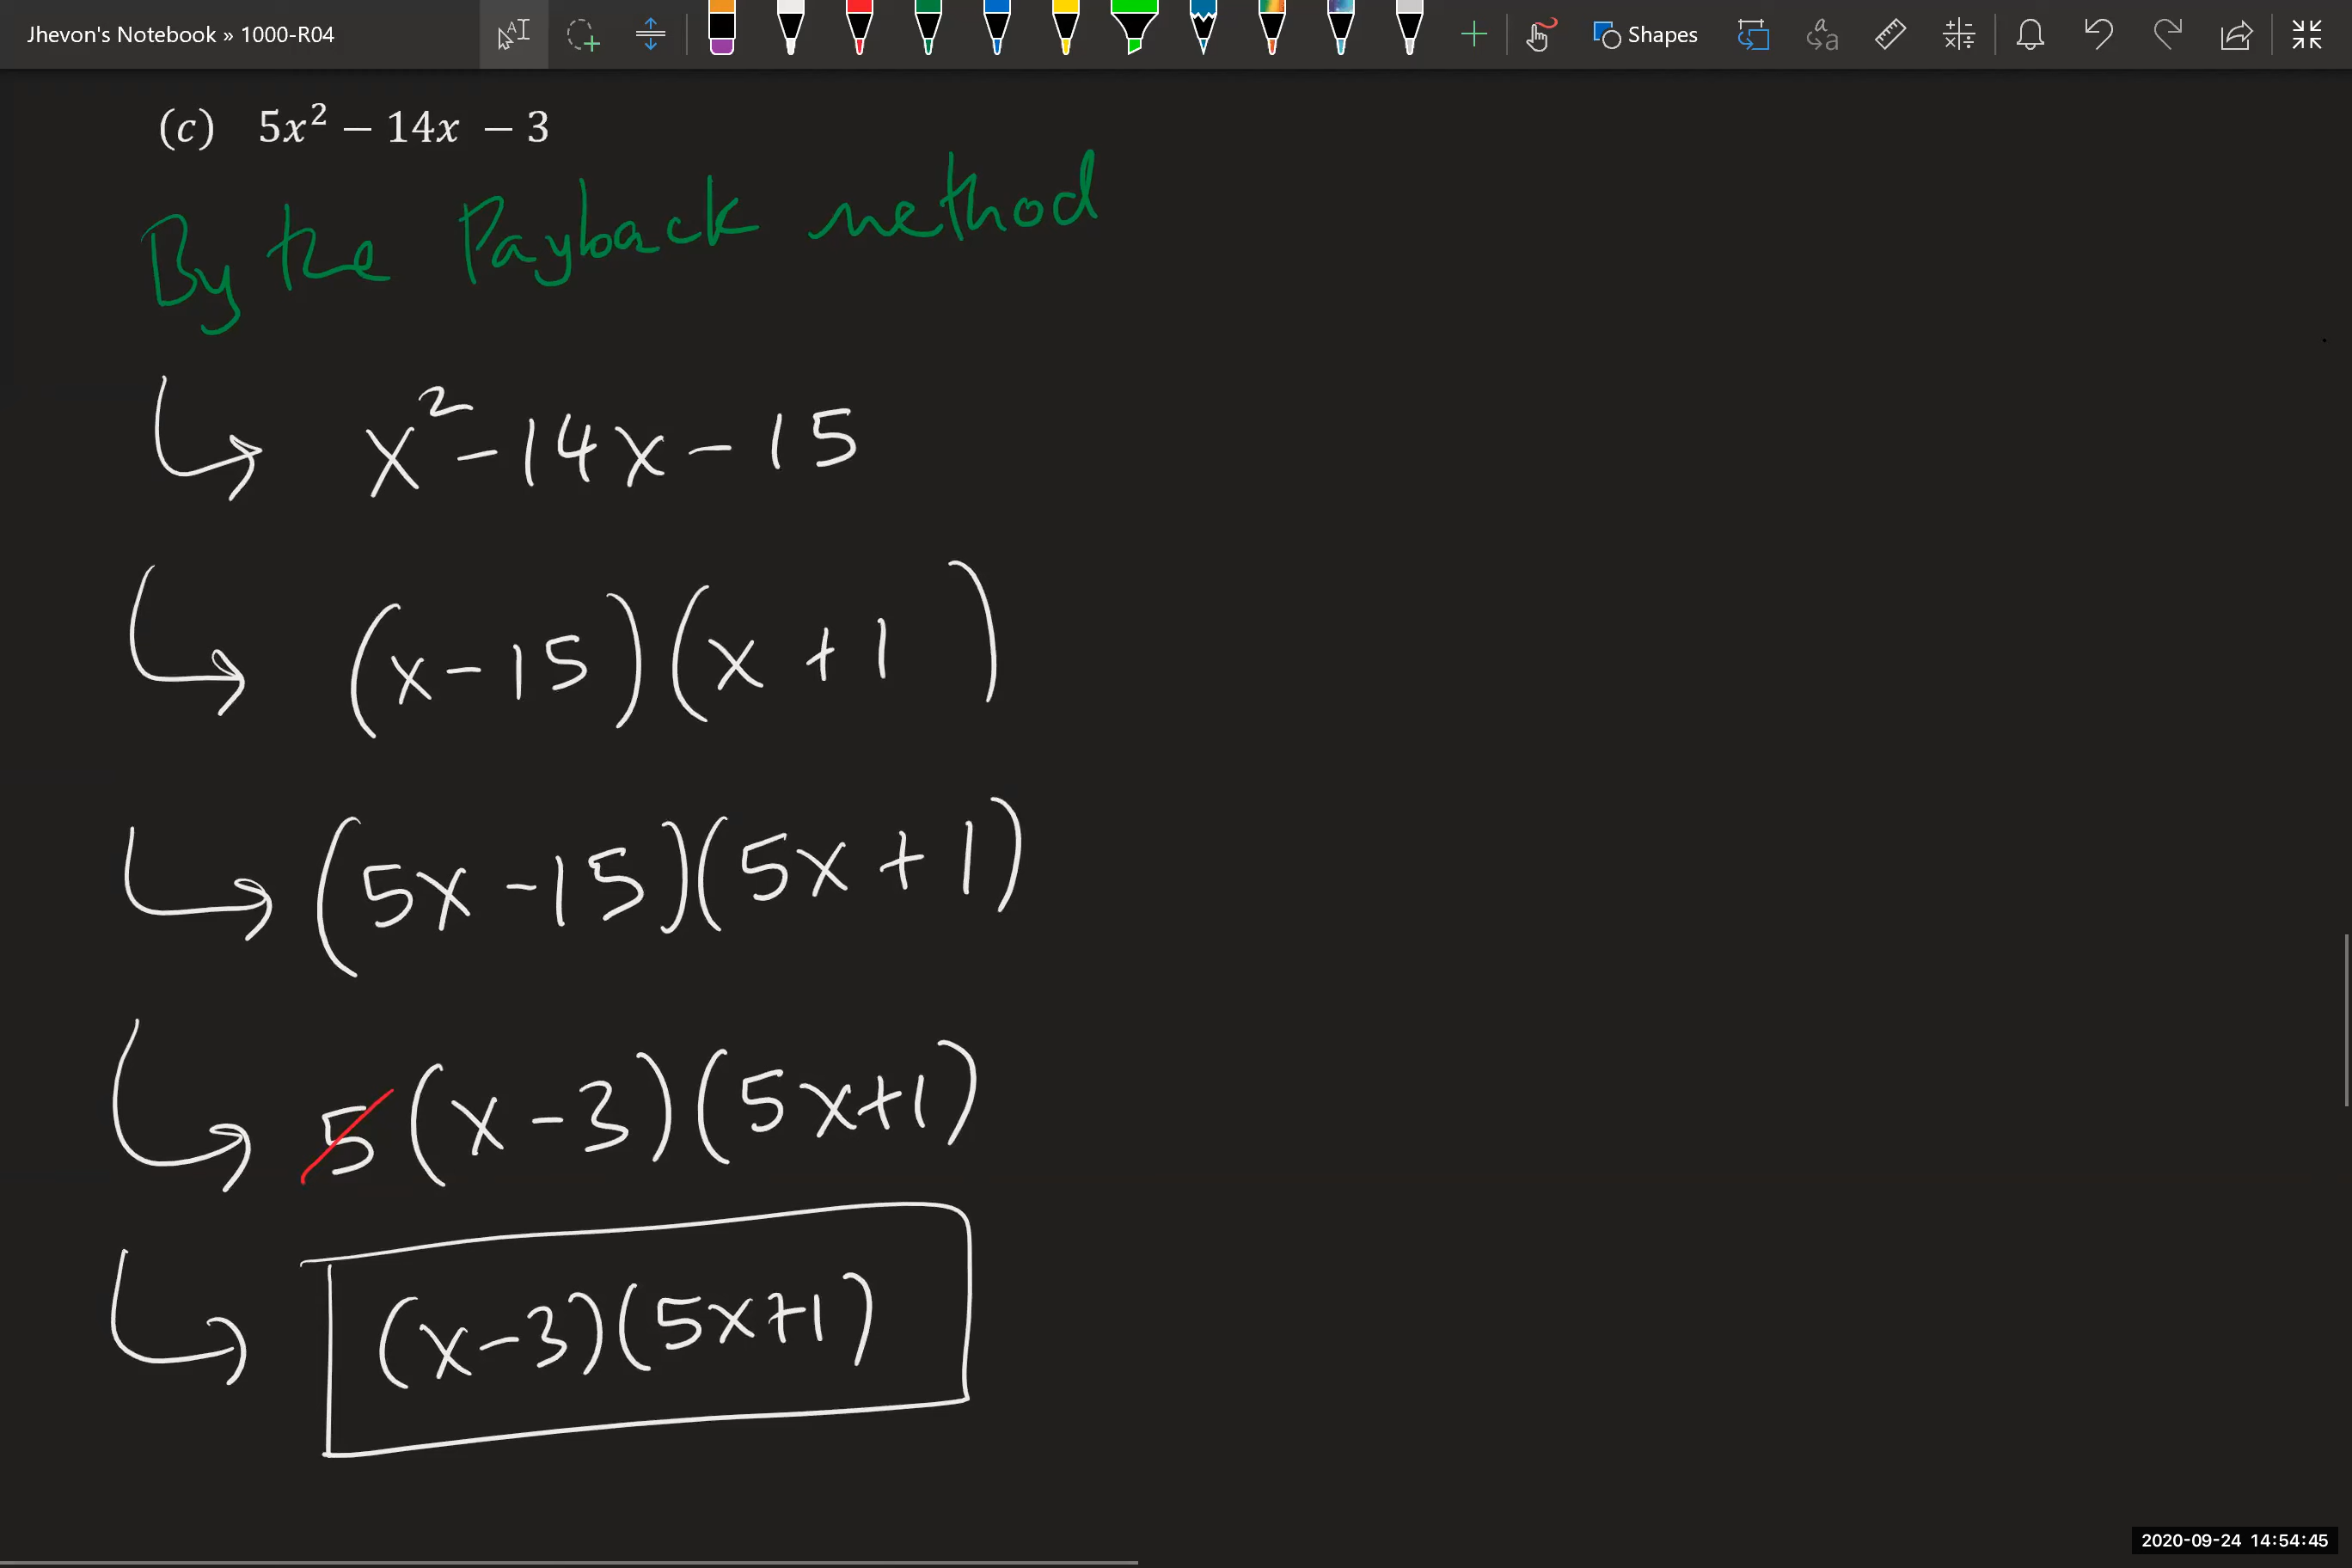 Jhevon's Notebook » 1000-R04 Shapes
(c) 5x² − 14x − 3
By the Payback method
x² − 14x − 15
(x − 15)(x + 1)
(5x − 15)(5x + 1)
5(x − 3)(5x + 1)
(x − 3)(5x + 1)
2020-09-24 14:54:45